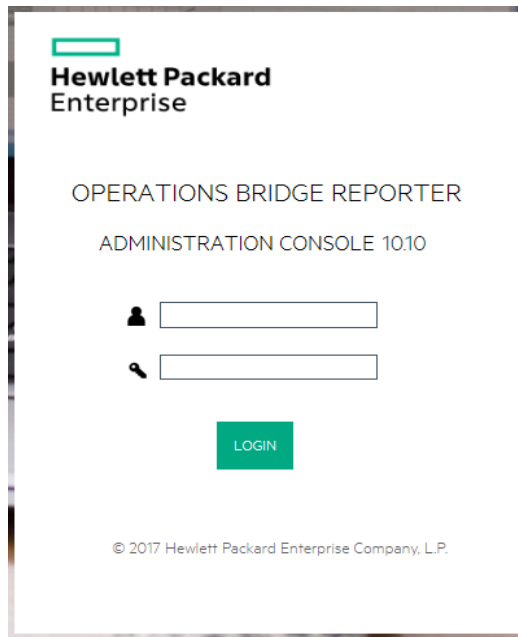 Hewlett Packard
Enterprise
OPERATIONS BRIDGE REPORTER
ADMINISTRATION CONSOLE 10.10
LOGIN
© 2017 Hewlett Packard Enterprise Company, L.P.